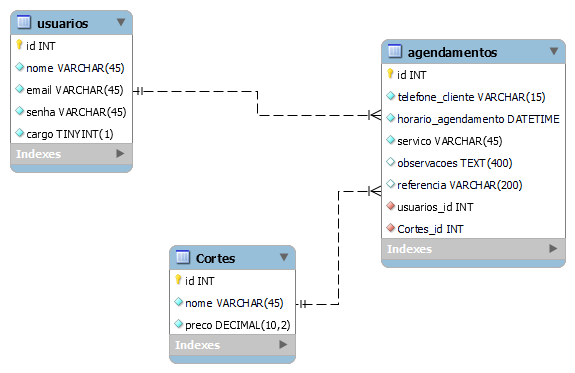 usuarios
id INT
nome VARCHAR(45)
email VARCHAR(45)
senha VARCHAR(45)
cargo TINYINT(1)
Indexes
agendamentos
id INT
telefone_cliente VARCHAR(15)
horario_agendamento DATETIME
servico VARCHAR(45)
observacoes TEXT(400)
referencia VARCHAR(200)
usuarios_id INT
Cortes_id INT
Indexes
Cortes
id INT
nome VARCHAR(45)
preco DECIMAL(10,2)
Indexes